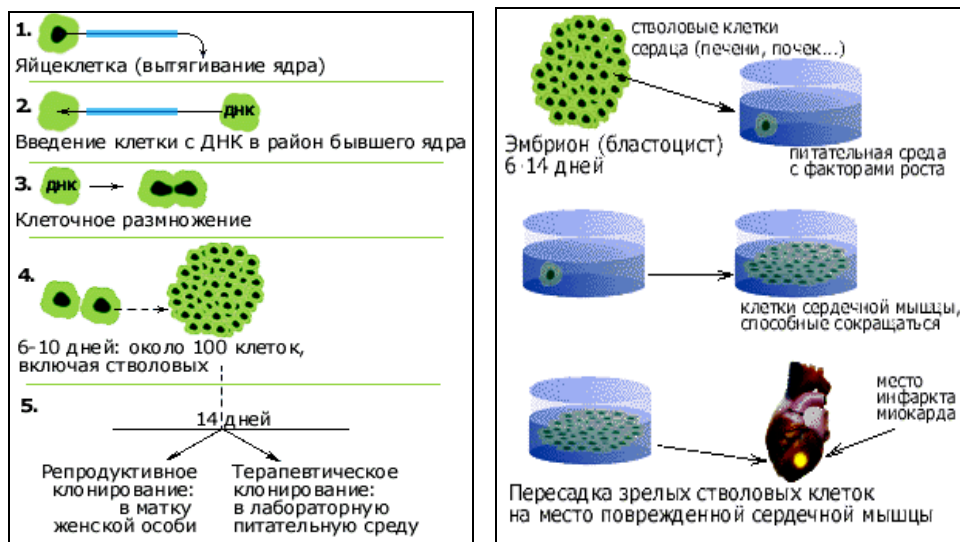 1.
Яйцеклетка (вытягивание ядра)
2.
ДНК
Введение клетки с ДНК в район бывшего ядра
3.
ДНК
Клеточное размножение
4.
6-10 дней: около 100 клеток,
включая стволовых
5.
14 дней
Репродуктивное
клонирование:
в матку
женской особи
Терапевтическое
клонирование:
в лабораторную
питательную среду
стволовые клетки
сердца (печени, почек...)
Эмбрион (бластоцист)
6-14 дней
питательная среда
с факторами роста
клетки сердечной мышцы,
способные сокращаться
место
инфаркта
миокарда
Пересадка зрелых стволовых клеток
на место поврежденной сердечной мышцы